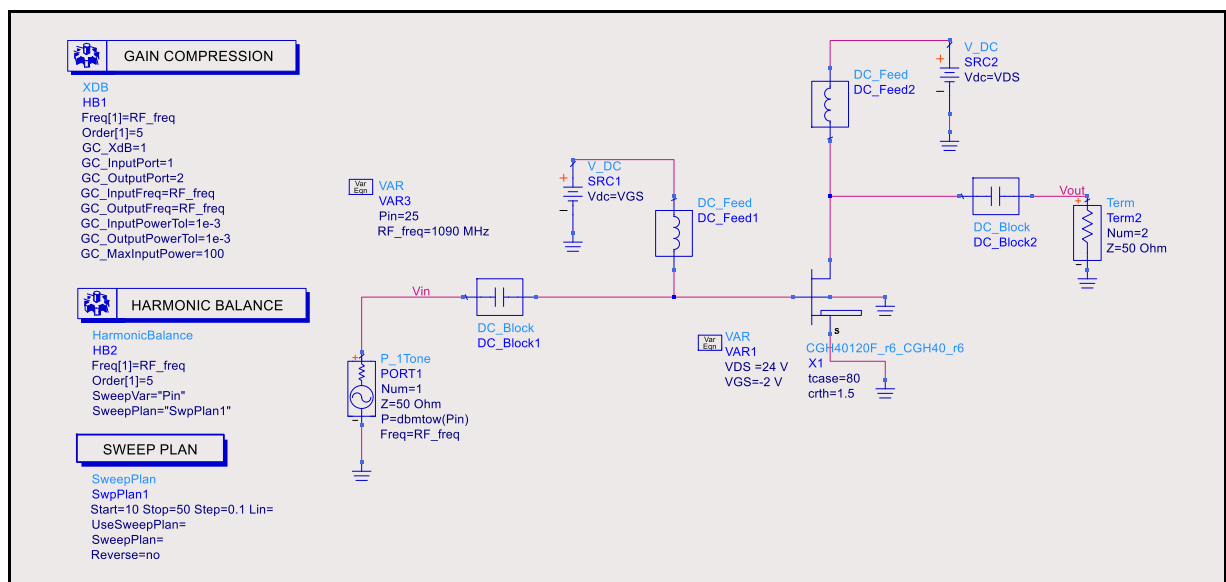 GAIN COMPRESSION
XDB
HB1
Freq[1]=RF_freq
Order[1]=5
GC_XdB=1
GC_InputPort=1
GC_OutputPort=2
GC_InputFreq=RF_freq
GC_OutputFreq=RF_freq
GC_InputPowerTol=1e-3
GC_OutputPowerTol=1e-3
GC_MaxInputPower=100
HARMONIC BALANCE
HarmonicBalance
HB2
Freq[1]=RF_freq
Order[1]=5
SweepVar="Pin"
SweepPlan="SwpPlan1"
SWEEP PLAN
SweepPlan
SwpPlan1
Start=10 Stop=50 Step=0.1 Lin=
UseSweepPlan=
SweepPlan=
Reverse=no
Var
Eqn
VAR
VAR3
Pin=25
RF_freq=1090 MHz
Vin
+
P_1Tone
PORT1
Num=1
Z=50 Ohm
P=dbmtow(Pin)
Freq=RF_freq
-
DC_Block
DC_Block1
+
V_DC
SRC1
Vdc=VGS
-
DC_Feed
DC_Feed1
DC_Feed
DC_Feed2
+
V_DC
SRC2
Vdc=VDS
-
Var
Eqn
VAR
VAR1
VDS =24 V
VGS=-2 V
s
CGH40120F_r6_CGH40_r6
X1
tcase=80
crth=1.5
DC_Block
DC_Block2
Vout
+
Term
Term2
Num=2
Z=50 Ohm
-